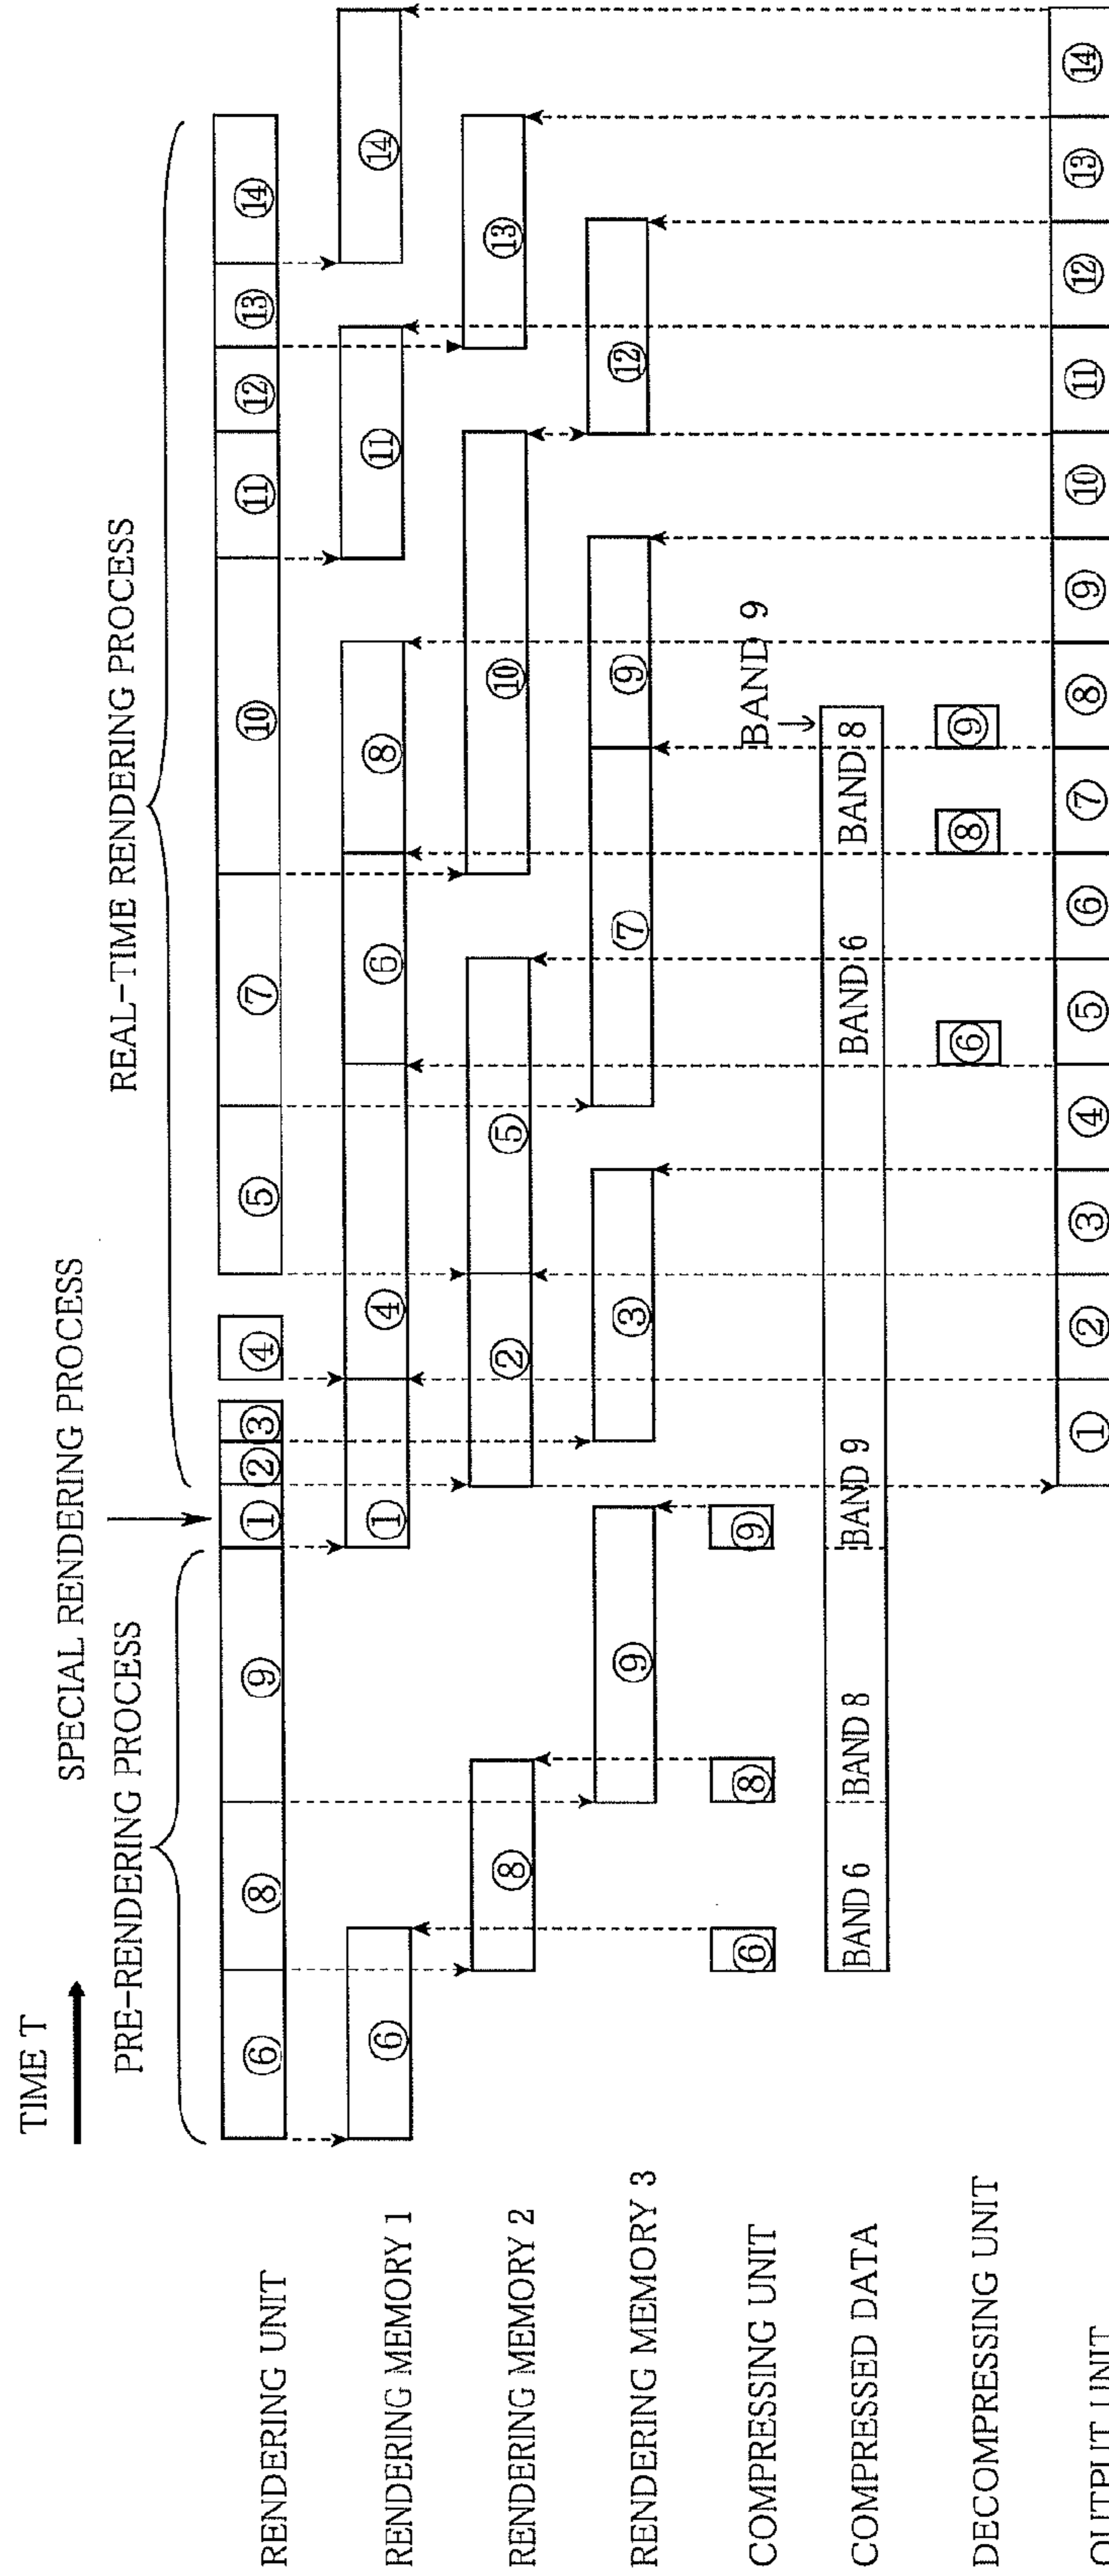 TIME T
SPECIAL RENDERING PROCESS
PRE-RENDERING PROCESS
REAL-TIME RENDERING PROCESS
RENDERING UNIT ⑥ ⑧ ⑨ ① ② ③ ④ ⑤ ⑦ ⑩ ⑪ ⑫ ⑬ ⑭
RENDERING MEMORY 1 ⑥ ① ④ ⑥ ⑧ ⑪ ⑭
RENDERING MEMORY 2 ⑧ ② ⑤ ⑩ ⑬
RENDERING MEMORY 3 ⑨ ③ ⑦ ⑨ ⑫
BAND 9
COMPRESSING UNIT ⑥ ⑧ ⑨
COMPRESSED DATA BAND 6 BAND 8 BAND 9 BAND 6 BAND 8
DECOMPRESSING UNIT ⑥ ⑧ ⑨
OUTPUT UNIT ① ② ③ ④ ⑤ ⑥ ⑦ ⑧ ⑨ ⑩ ⑪ ⑫ ⑬ ⑭